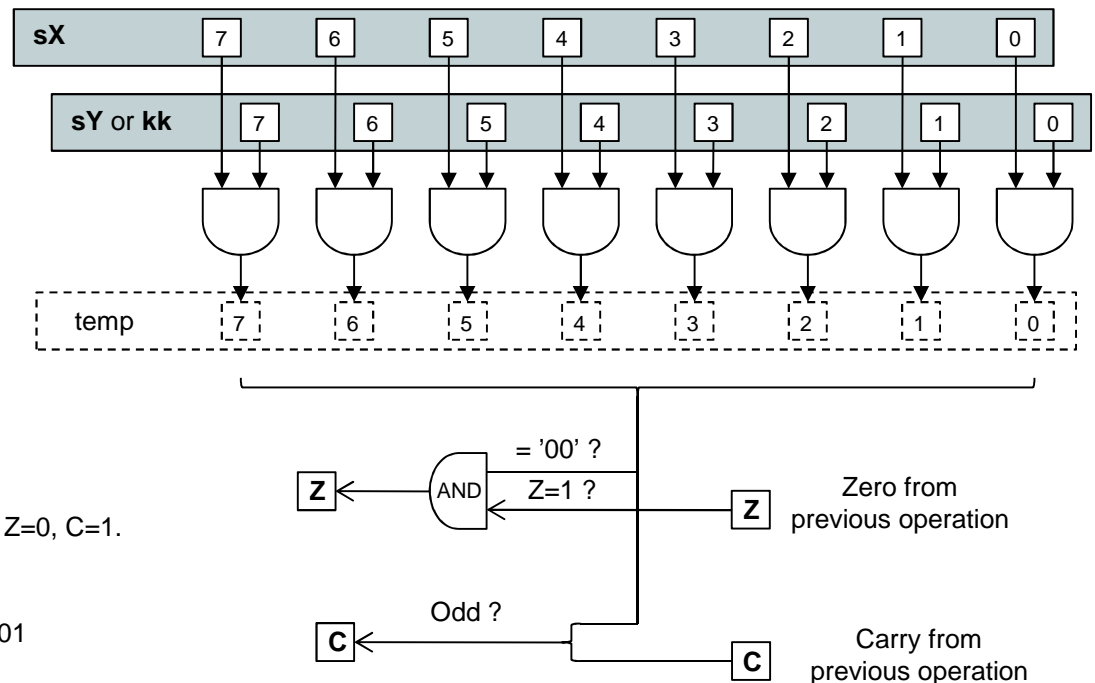 sX 7 6 5 4 3 2 1 0
sY or kk 7 6 5 4 3 2 1 0
temp 7 6 5 4 3 2 1 0
= '00' ?
Z AND Z=1 ? Z
Zero from
previous operation
Z=0, C=1.
Odd ?
01
C C
Carry from
previous operation